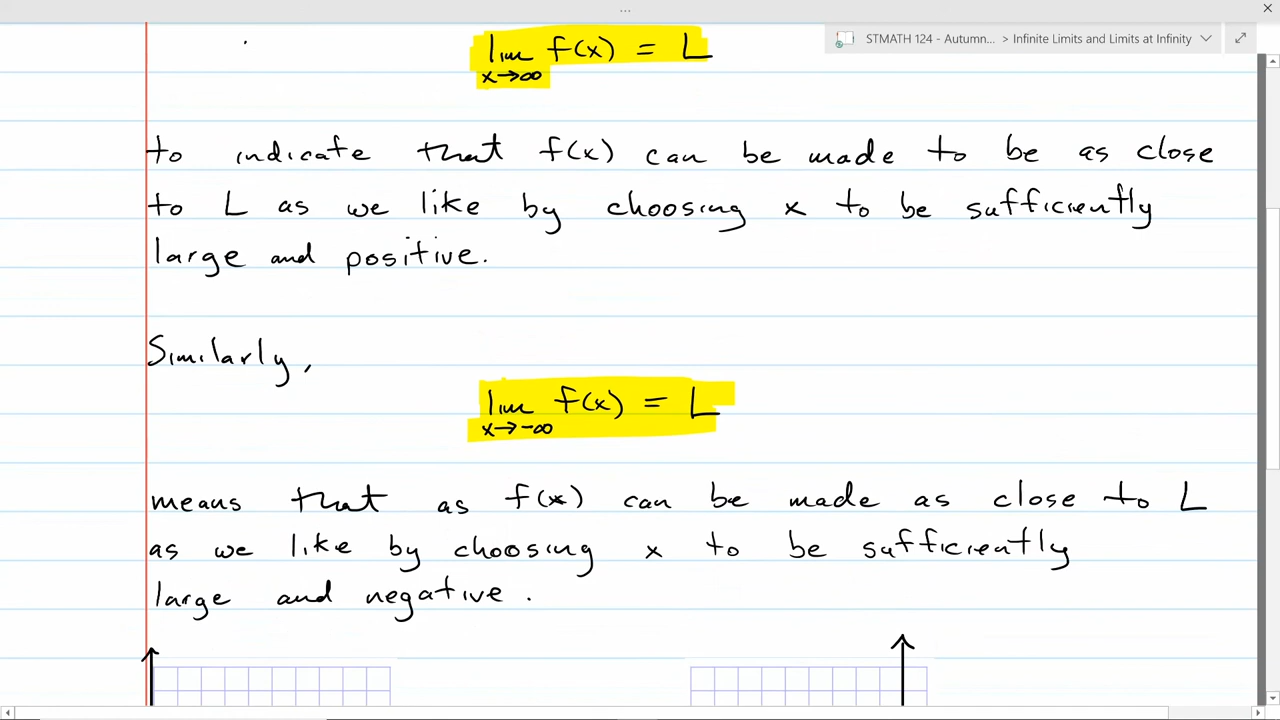 ...
STMATH 124 - Autumn... > Infinite Limits and Limits at Infinity
lim f(x) = L
x→∞
to indicate that f(x) can be made to be as close
to L as we like by choosing x to be sufficiently
large and positive.
Similarly,
lim f(x) = L
x→-∞
means that as f(x) can be made as close to L
as we like by choosing x to be sufficiently
large and negative.